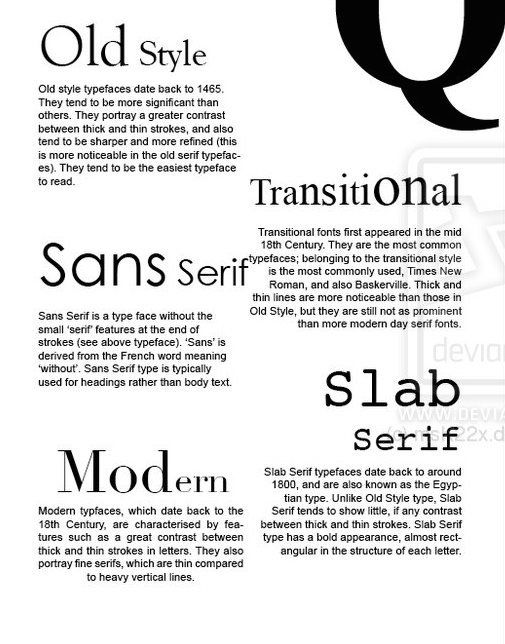 Q
Old Style
Old style typefaces date back to 1465.
They tend to be more significant than
others. They portray a greater contrast
between thick and thin strokes, and also
tend to be sharper and more refined (this
is more noticeable in the old serif typefac-
es). They tend to be the easiest typeface
to read.
Transitional
Transitional fonts first appeared in the mid
18th Century. They are the most common
typefaces; belonging to the transitional style
is the most commonly used, Times New
Roman, and also Baskerville. Thick and
thin lines are more noticeable than those in
Old Style, but they are still not as prominent
than more modern day serif fonts.
Sans Serif
Sans Serif is a type face without the
small 'serif' features at the end of
strokes (see above typeface). 'Sans' is
derived from the French word meaning
'without'. Sans Serif type is typically
used for headings rather than body text.
Slab
Serif
Slab Serif typefaces date back to around
1800, and are also known as the Egyp-
tian type. Unlike Old Style type, Slab
Serif tends to show little, if any contrast
between thick and thin strokes. Slab Serif
type has a bold appearance, almost rect-
angular in the structure of each letter.
Modern
Modern typfaces, which date back to the
18th Century, are characterised by fea-
tures such as a great contrast between
thick and thin strokes in letters. They also
portray fine serifs, which are thin compared
to heavy vertical lines.
devia
WWW.DEVIA